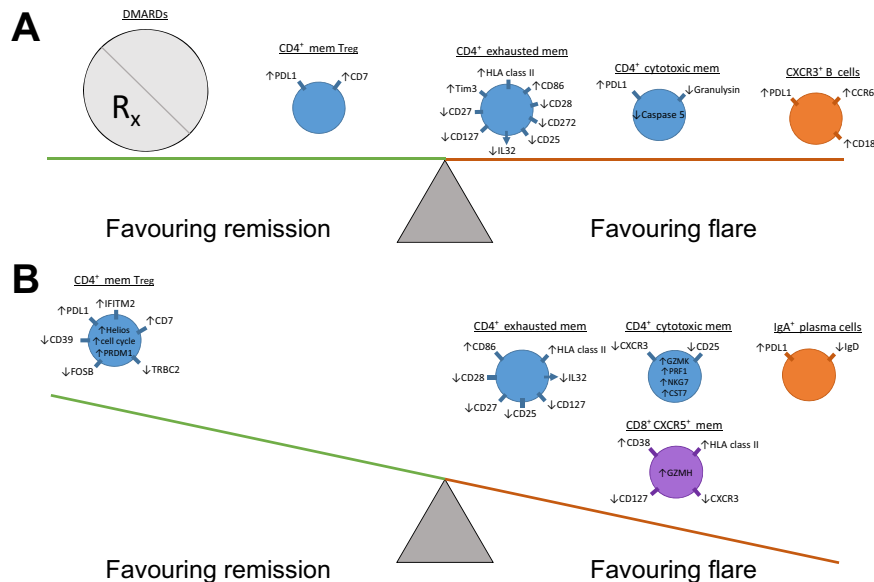 A
DMARDs
Rx
CD4⁺ mem Treg
↑PDL1
↑CD7
CD4⁺ exhausted mem
↑HLA class II
↑Tim3
↑CD86
↓CD27
↓CD28
↓CD272
↓CD127
↓CD25
↓IL32
CD4⁺ cytotoxic mem
↑PDL1
↓Granulysin
↓Caspase 5
CXCR3⁺ B cells
↑PDL1
↑CCR6
↑CD18
Favouring remission
Favouring flare
B
CD4⁺ mem Treg
↑IFITM2
↑PDL1
↑CD7
↑Helios
↑cell cycle
↑PRDM1
↓CD39
↓FOSB
↓TRBC2
CD4⁺ exhausted mem
↑CD86
↑HLA class II
↓CD28
↓IL32
↓CD27
↓CD25
↓CD127
CD4⁺ cytotoxic mem
↓CXCR3
↓CD25
↑GZMK
↑PRF1
↑NKG7
↑CST7
IgA⁺ plasma cells
↑PDL1
↓IgD
CD8⁺ CXCR5⁺ mem
↑CD38
↑HLA class II
↑GZMH
↓CD127
↓CXCR3
Favouring remission
Favouring flare